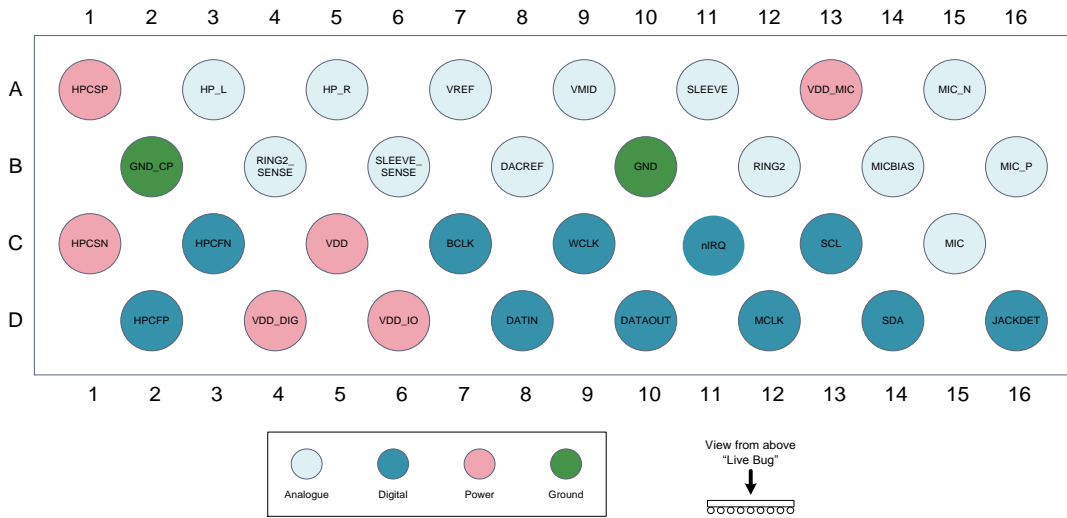 1 2 3 4 5 6 7 8 9 10 11 12 13 14 15 16
A HPCSP HP_L HP_R VREF VMID SLEEVE VDD_MIC MIC_N
B GND_CP RING2_ SENSE SLEEVE_ SENSE DACREF GND RING2 MICBIAS MIC_P
C HPCSN HPCFN VDD BCLK WCLK nIRQ SCL MIC
D HPCFP VDD_DIG VDD_IO DATIN DATAOUT MCLK SDA JACKDET
1 2 3 4 5 6 7 8 9 10 11 12 13 14 15 16
Analogue Digital Power Ground
View from above
“Live Bug”